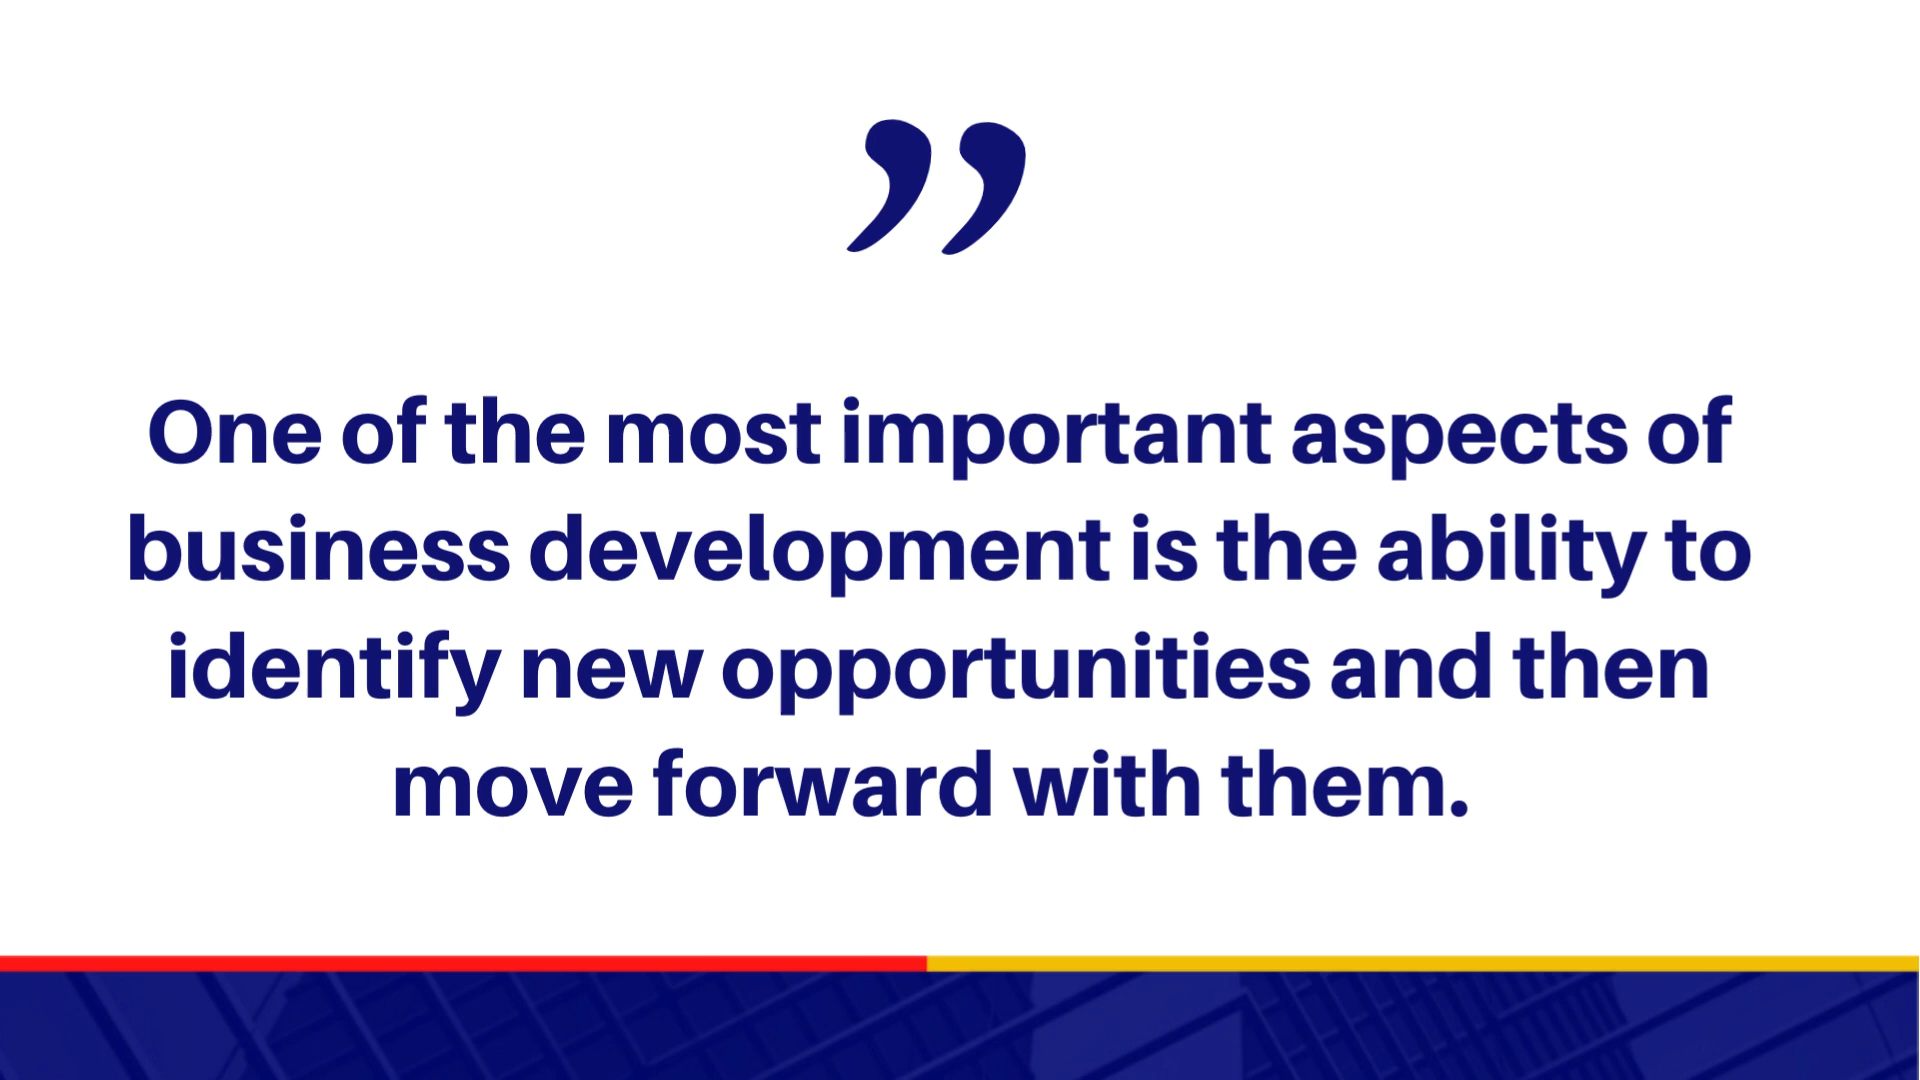 ”
One of the most important aspects of
business development is the ability to
identify new opportunities and then
move forward with them.